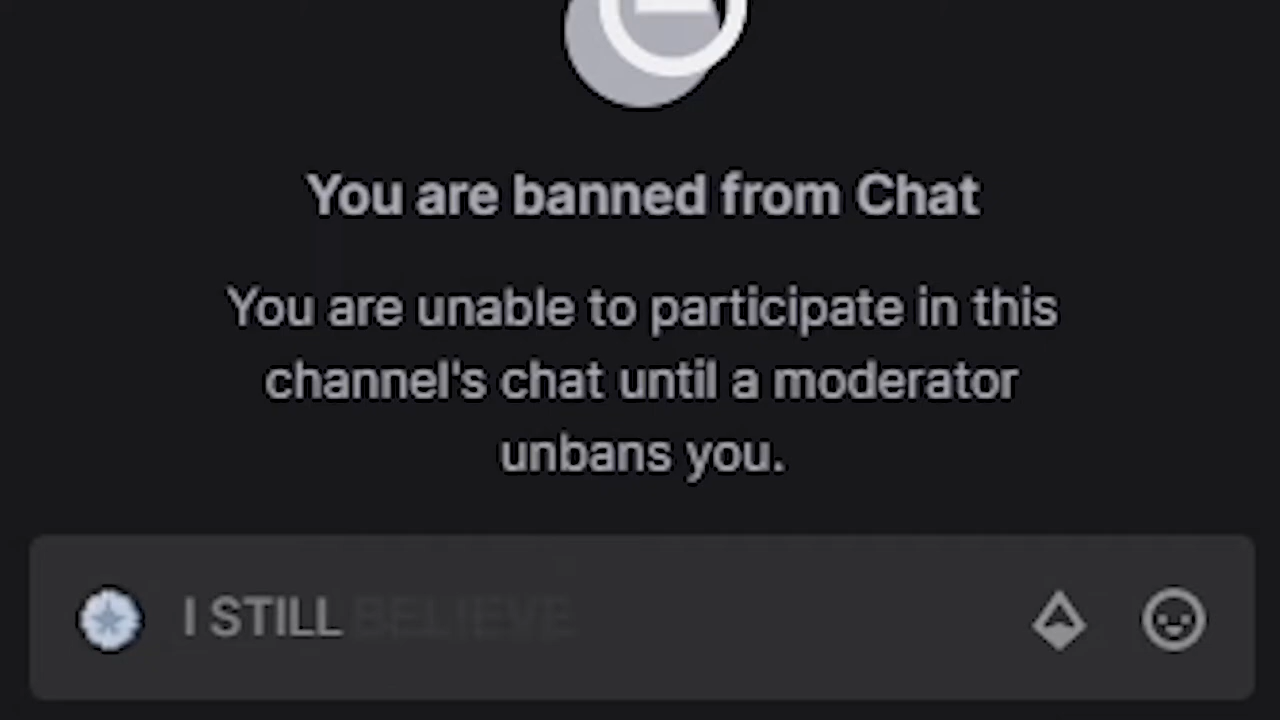 You are banned from Chat
You are unable to participate in this
channel's chat until a moderator
unbans you.
I STILL BELIEVE